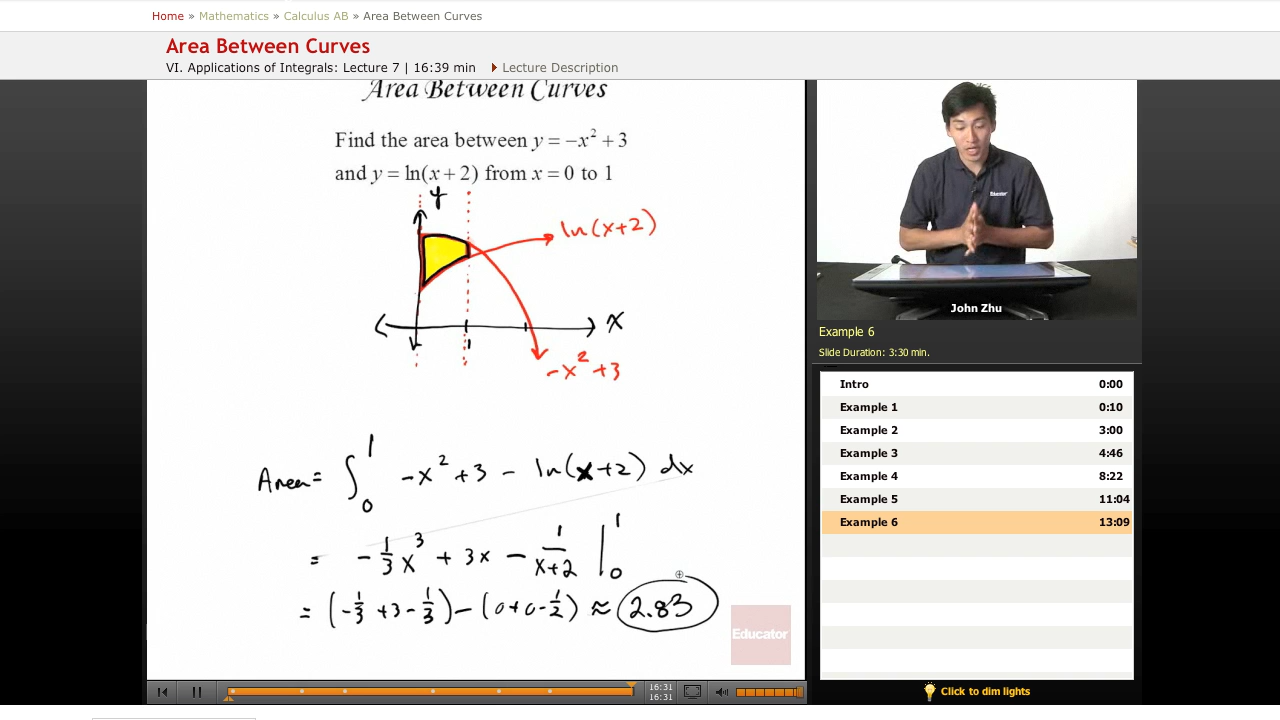 Home » Mathematics » Calculus AB » Area Between Curves
Area Between Curves
VI. Applications of Integrals: Lecture 7 | 16:39 min
Lecture Description
Area Between Curves
Find the area between y = −x² + 3
and y = ln(x + 2) from x = 0 to 1
Y
ln(x+2)
X
1
-x² +3
Area = ∫₀¹ -x² +3 - ln(x+2) dx
= - 1/3 x³ + 3x - 1/(x+2) |₀¹
= (-1/3 +3 - 1/3) - (0+0-1/2) ≈ 2.83
Educator
16:31
16:31
Educator
John Zhu
Example 6
Slide Duration: 3:30 min.
Intro 0:00
Example 1 0:10
Example 2 3:00
Example 3 4:46
Example 4 8:22
Example 5 11:04
Example 6 13:09
Click to dim lights